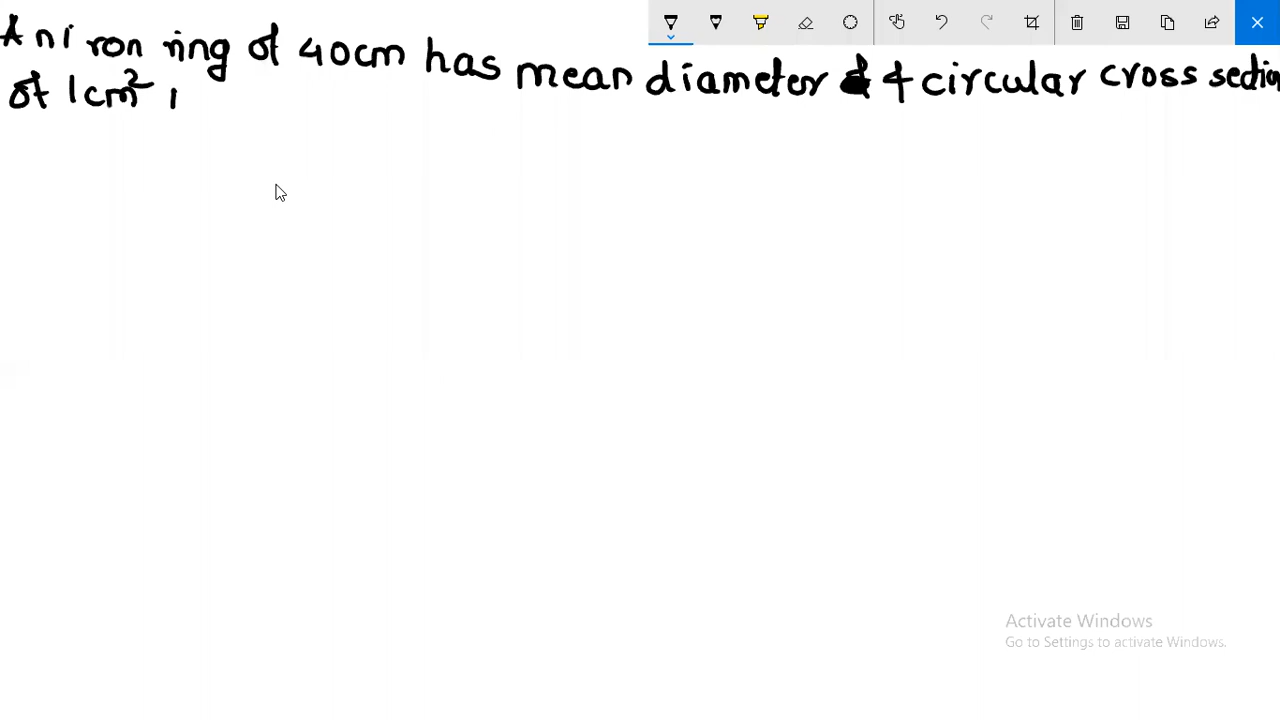 An iron ring of 40cm has mean diameter & circular cross section
of 1cm² i
Activate Windows
Go to Settings to activate Windows.